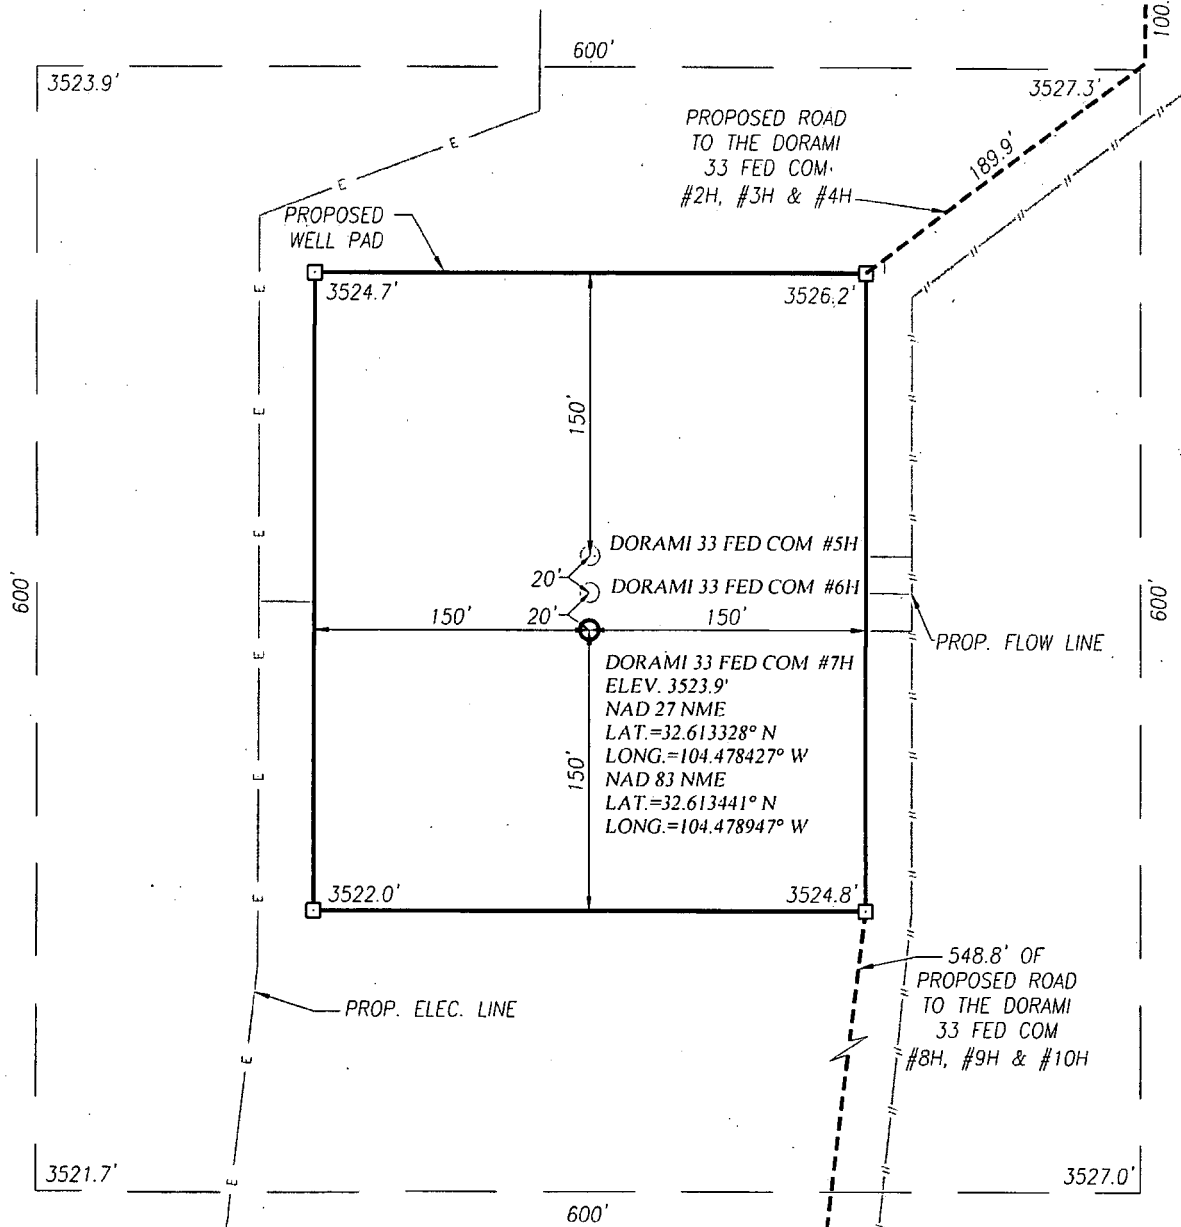 600'
100.
3523.9'
3527.3'
PROPOSED ROAD
TO THE DORAMI
33 FED COM
#2H, #3H & #4H
189.9'
E
E
PROPOSED
WELL PAD
3524.7'
3526.2'
E
E
E
E
E
E
150'
DORAMI 33 FED COM #5H
20'
DORAMI 33 FED COM #6H
600'
600'
150'
20'
150'
PROP. FLOW LINE
DORAMI 33 FED COM #7H
ELEV. 3523.9'
NAD 27 NME
LAT.=32.613328° N
LONG.=104.478427° W
NAD 83 NME
LAT.=32.613441° N
LONG.=104.478947° W
150'
3522.0'
3524.8'
548.8' OF
PROPOSED ROAD
TO THE DORAMI
33 FED COM
#8H, #9H & #10H
PROP. ELEC. LINE
E
E
3521.7'
3527.0'
600'